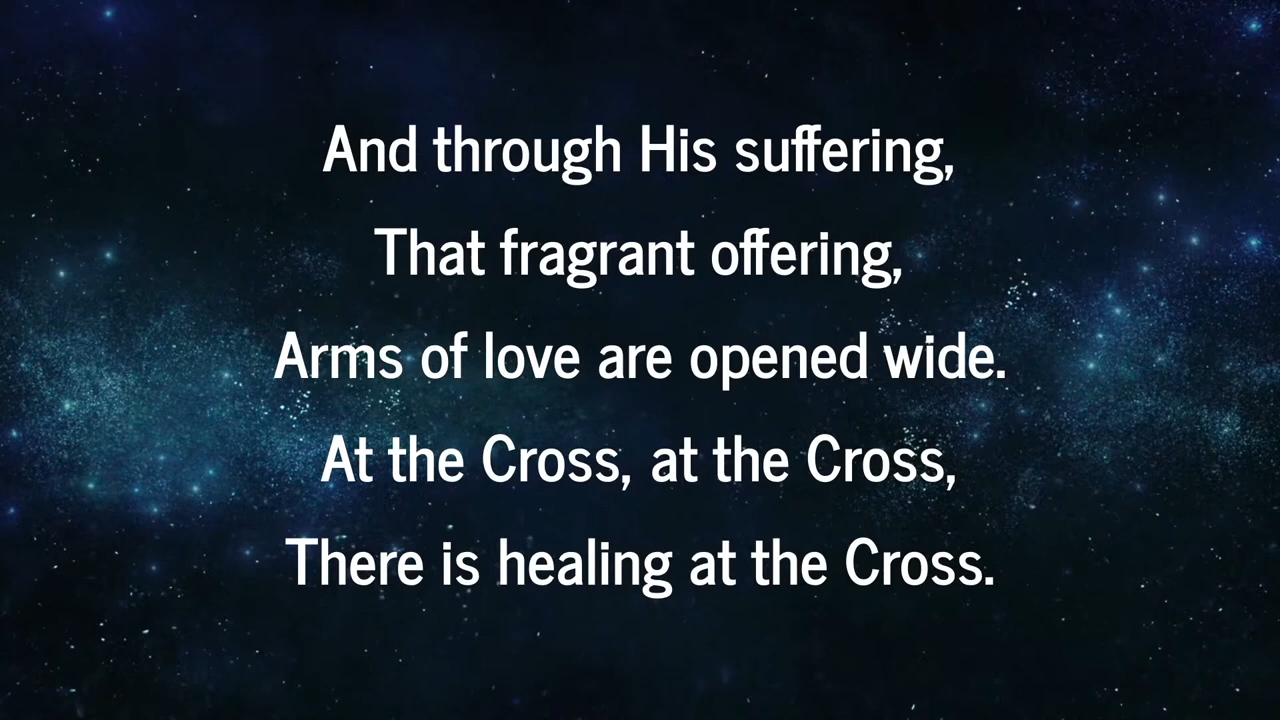 And through His suffering,
That fragrant offering,
Arms of love are opened wide.
At the Cross, at the Cross,
There is healing at the Cross.